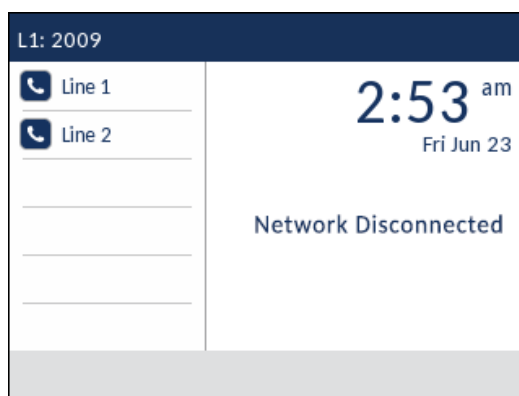 L1: 2009
Line 1
Line 2
2:53 am
Fri Jun 23
Network Disconnected